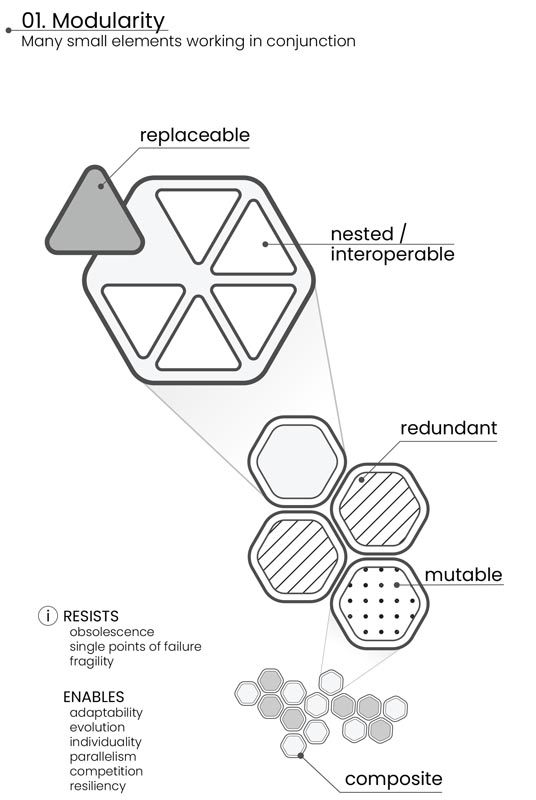 01. Modularity
Many small elements working in conjunction
replaceable
nested /
interoperable
redundant
mutable
i RESISTS
obsolescence
single points of failure
fragility
ENABLES
adaptability
evolution
individuality
parallelism
competition
resiliency
composite